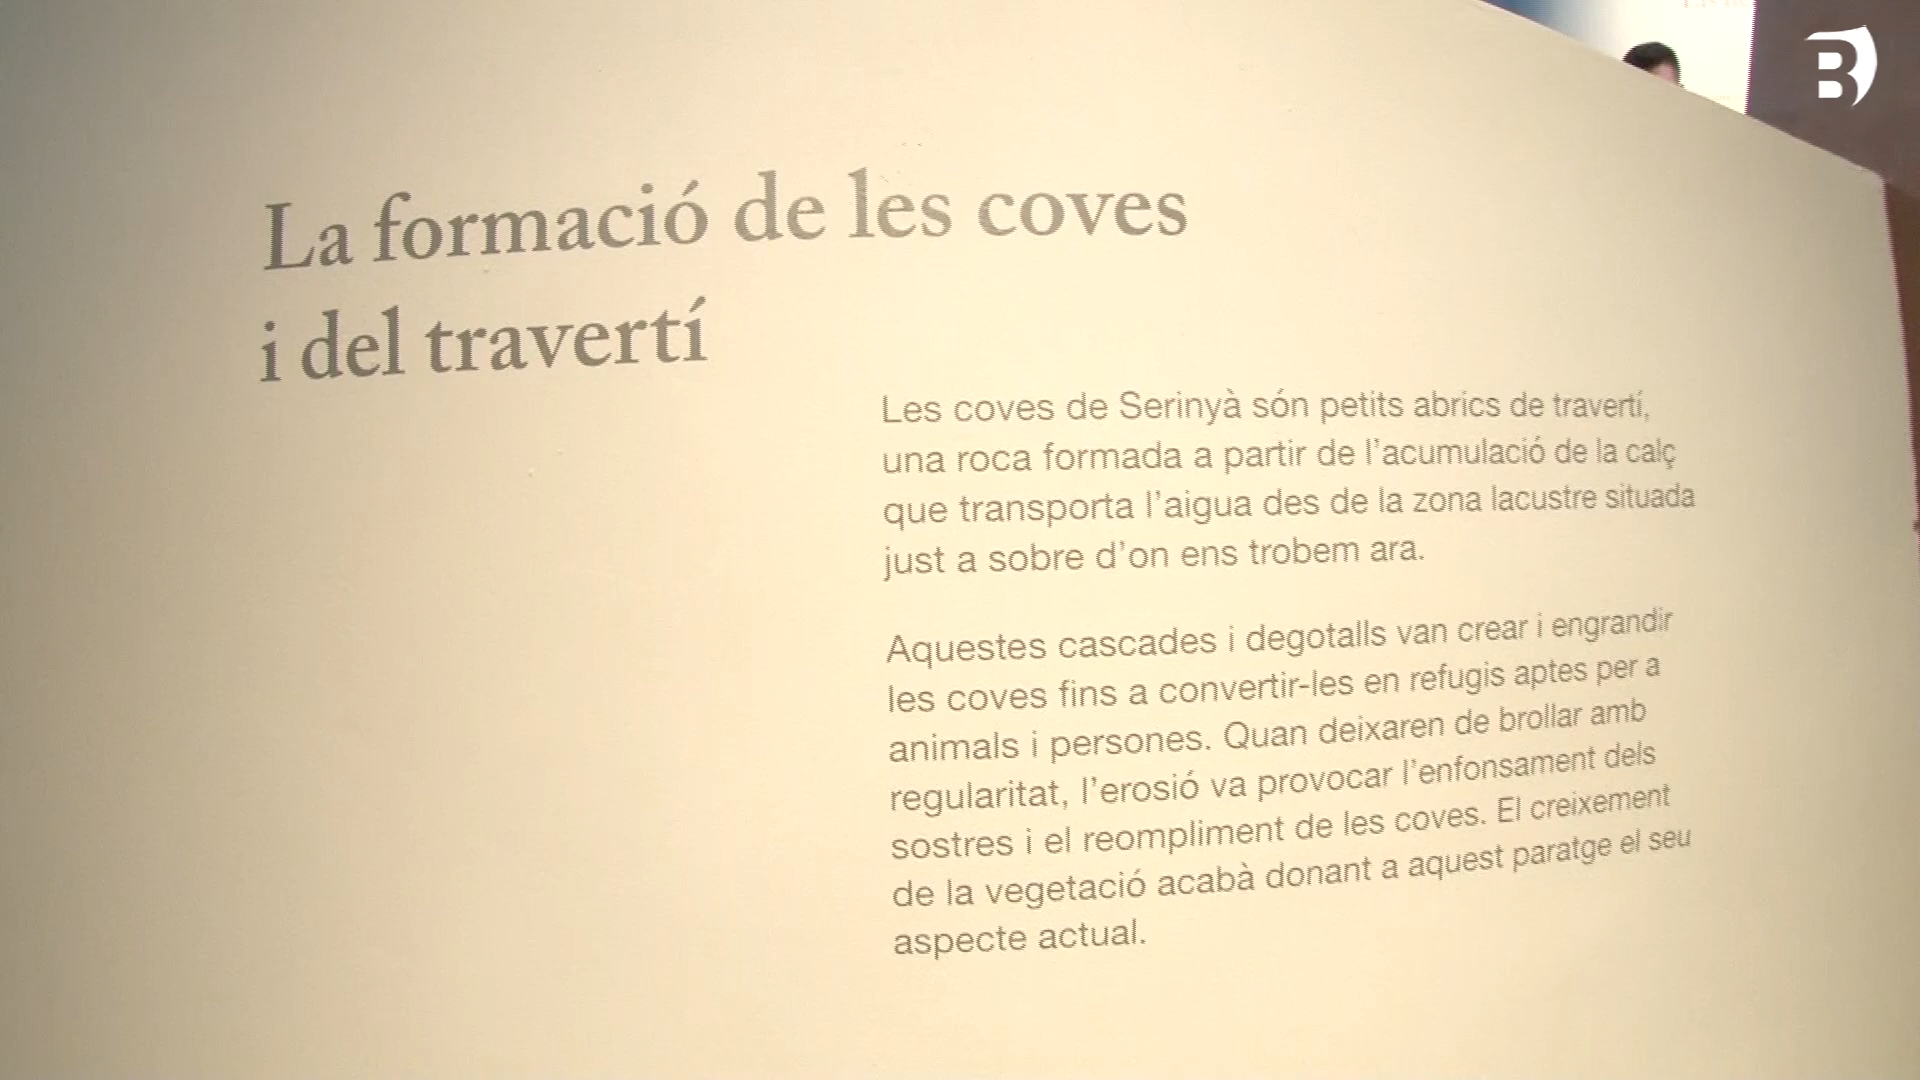 La formació de les coves
i del travertí
Les coves de Serinyà són petits abrics de travertí,
una roca formada a partir de l'acumulació de la calç
que transporta l'aigua des de la zona lacustre situada
just a sobre d'on ens trobem ara.
Aquestes cascades i degotalls van crear i engrandir
les coves fins a convertir-les en refugis aptes per a
animals i persones. Quan deixaren de brollar amb
regularitat, l'erosió va provocar l'enfonsament dels
sostres i el reompliment de les coves. El creixement
de la vegetació acabà donant a aquest paratge el seu
aspecte actual.
B